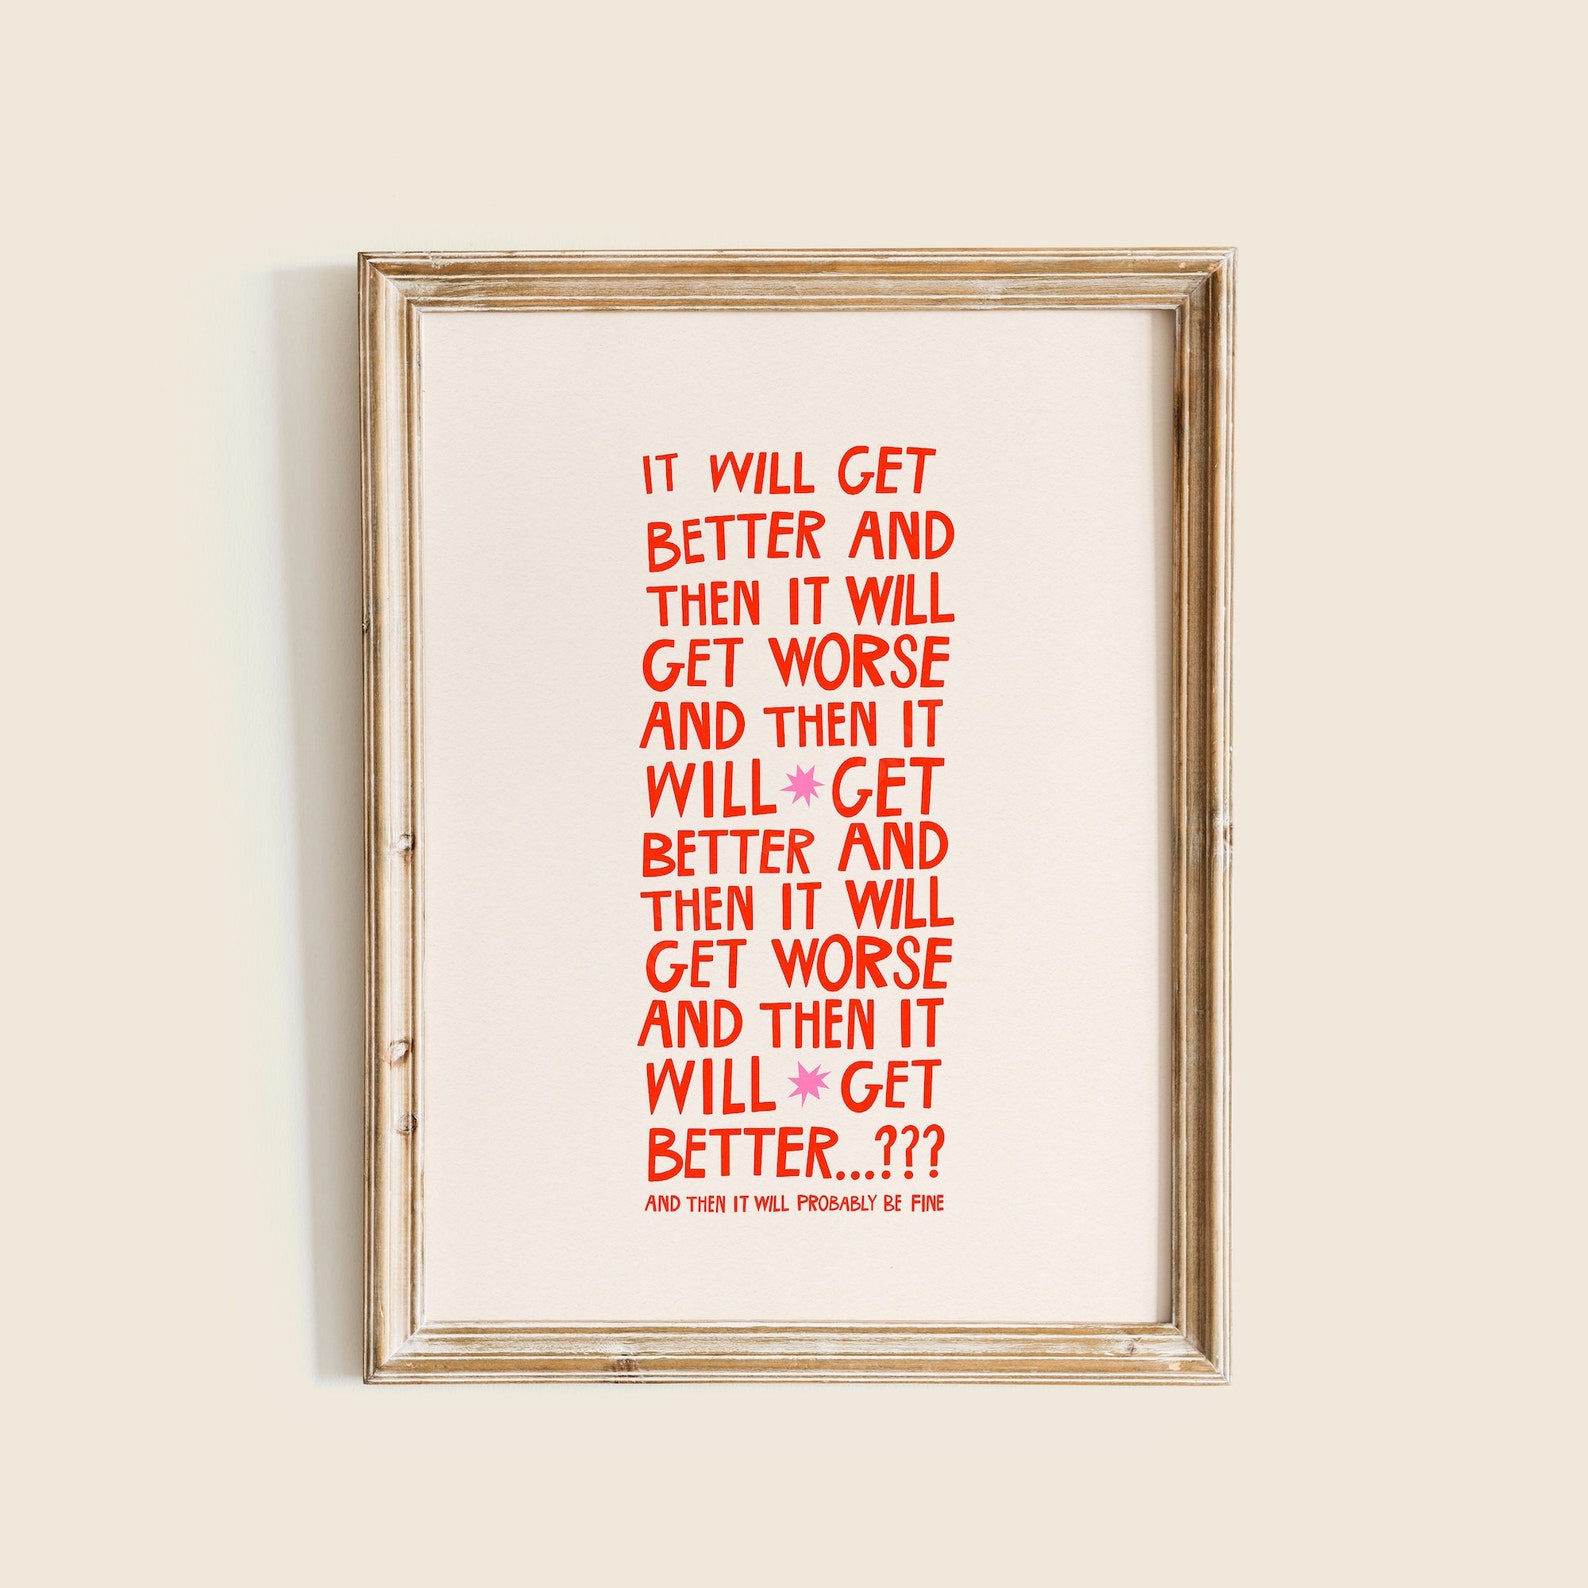 IT WILL GET
BETTER AND
THEN IT WILL
GET WORSE
AND THEN IT
WILL GET
BETTER AND
THEN IT WILL
GET WORSE
AND THEN IT
WILL GET
BETTER...???
AND THEN IT WILL PROBABLY BE FINE